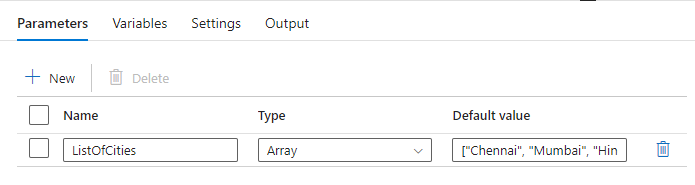 Parameters Variables Settings Output
New Delete
Name Type Default value
ListOfCities Array ["Chennai", "Mumbai", "Hin